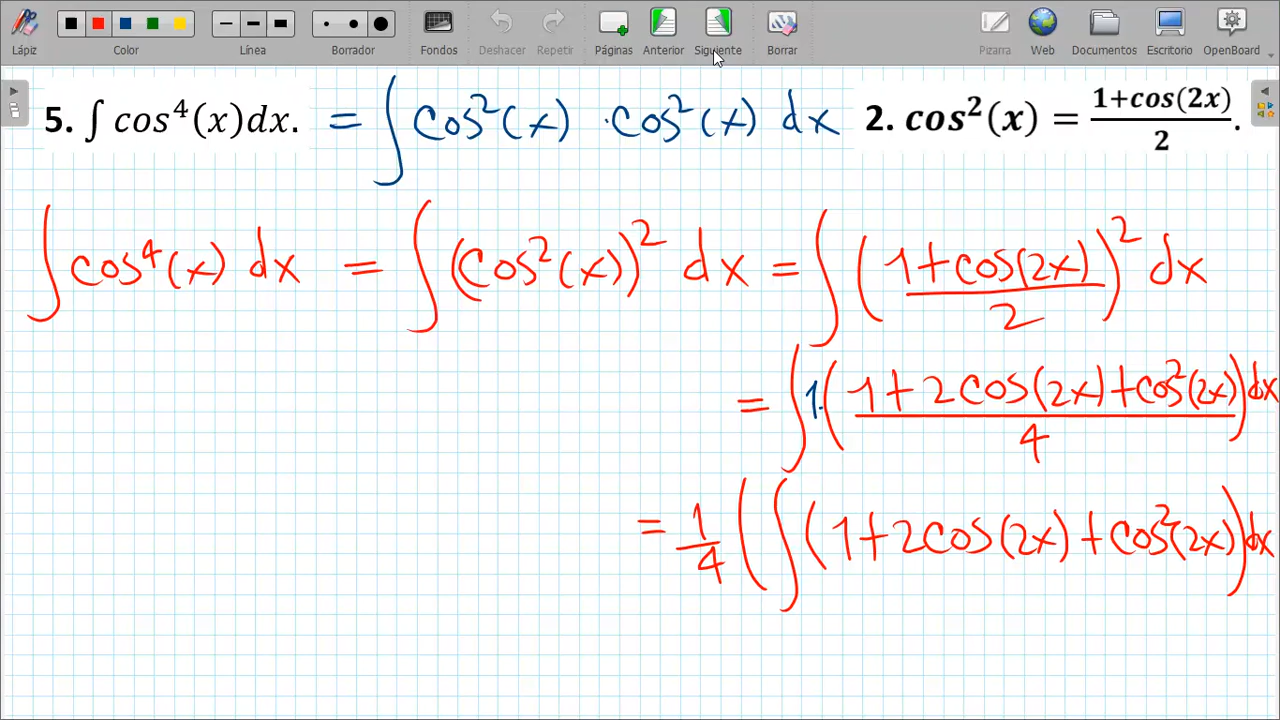 Lápiz Color Línea Borrador Fondos Deshacer Repetir Páginas Anterior Siguiente Borrar Pizarra Web Documentos Escritorio OpenBoard
5. ∫ cos⁴(x)dx. = ∫ cos²(x) · cos²(x) dx 2. cos²(x) = (1+cos(2x))/2.
∫ cos⁴(x) dx = ∫ (cos²(x))² dx = ∫ ((1+cos(2x))/2)² dx
= ∫ 1·((1+2cos(2x)+cos²(2x))/4) dx
= 1/4 (∫ (1+2cos(2x)+cos²(2x)) dx